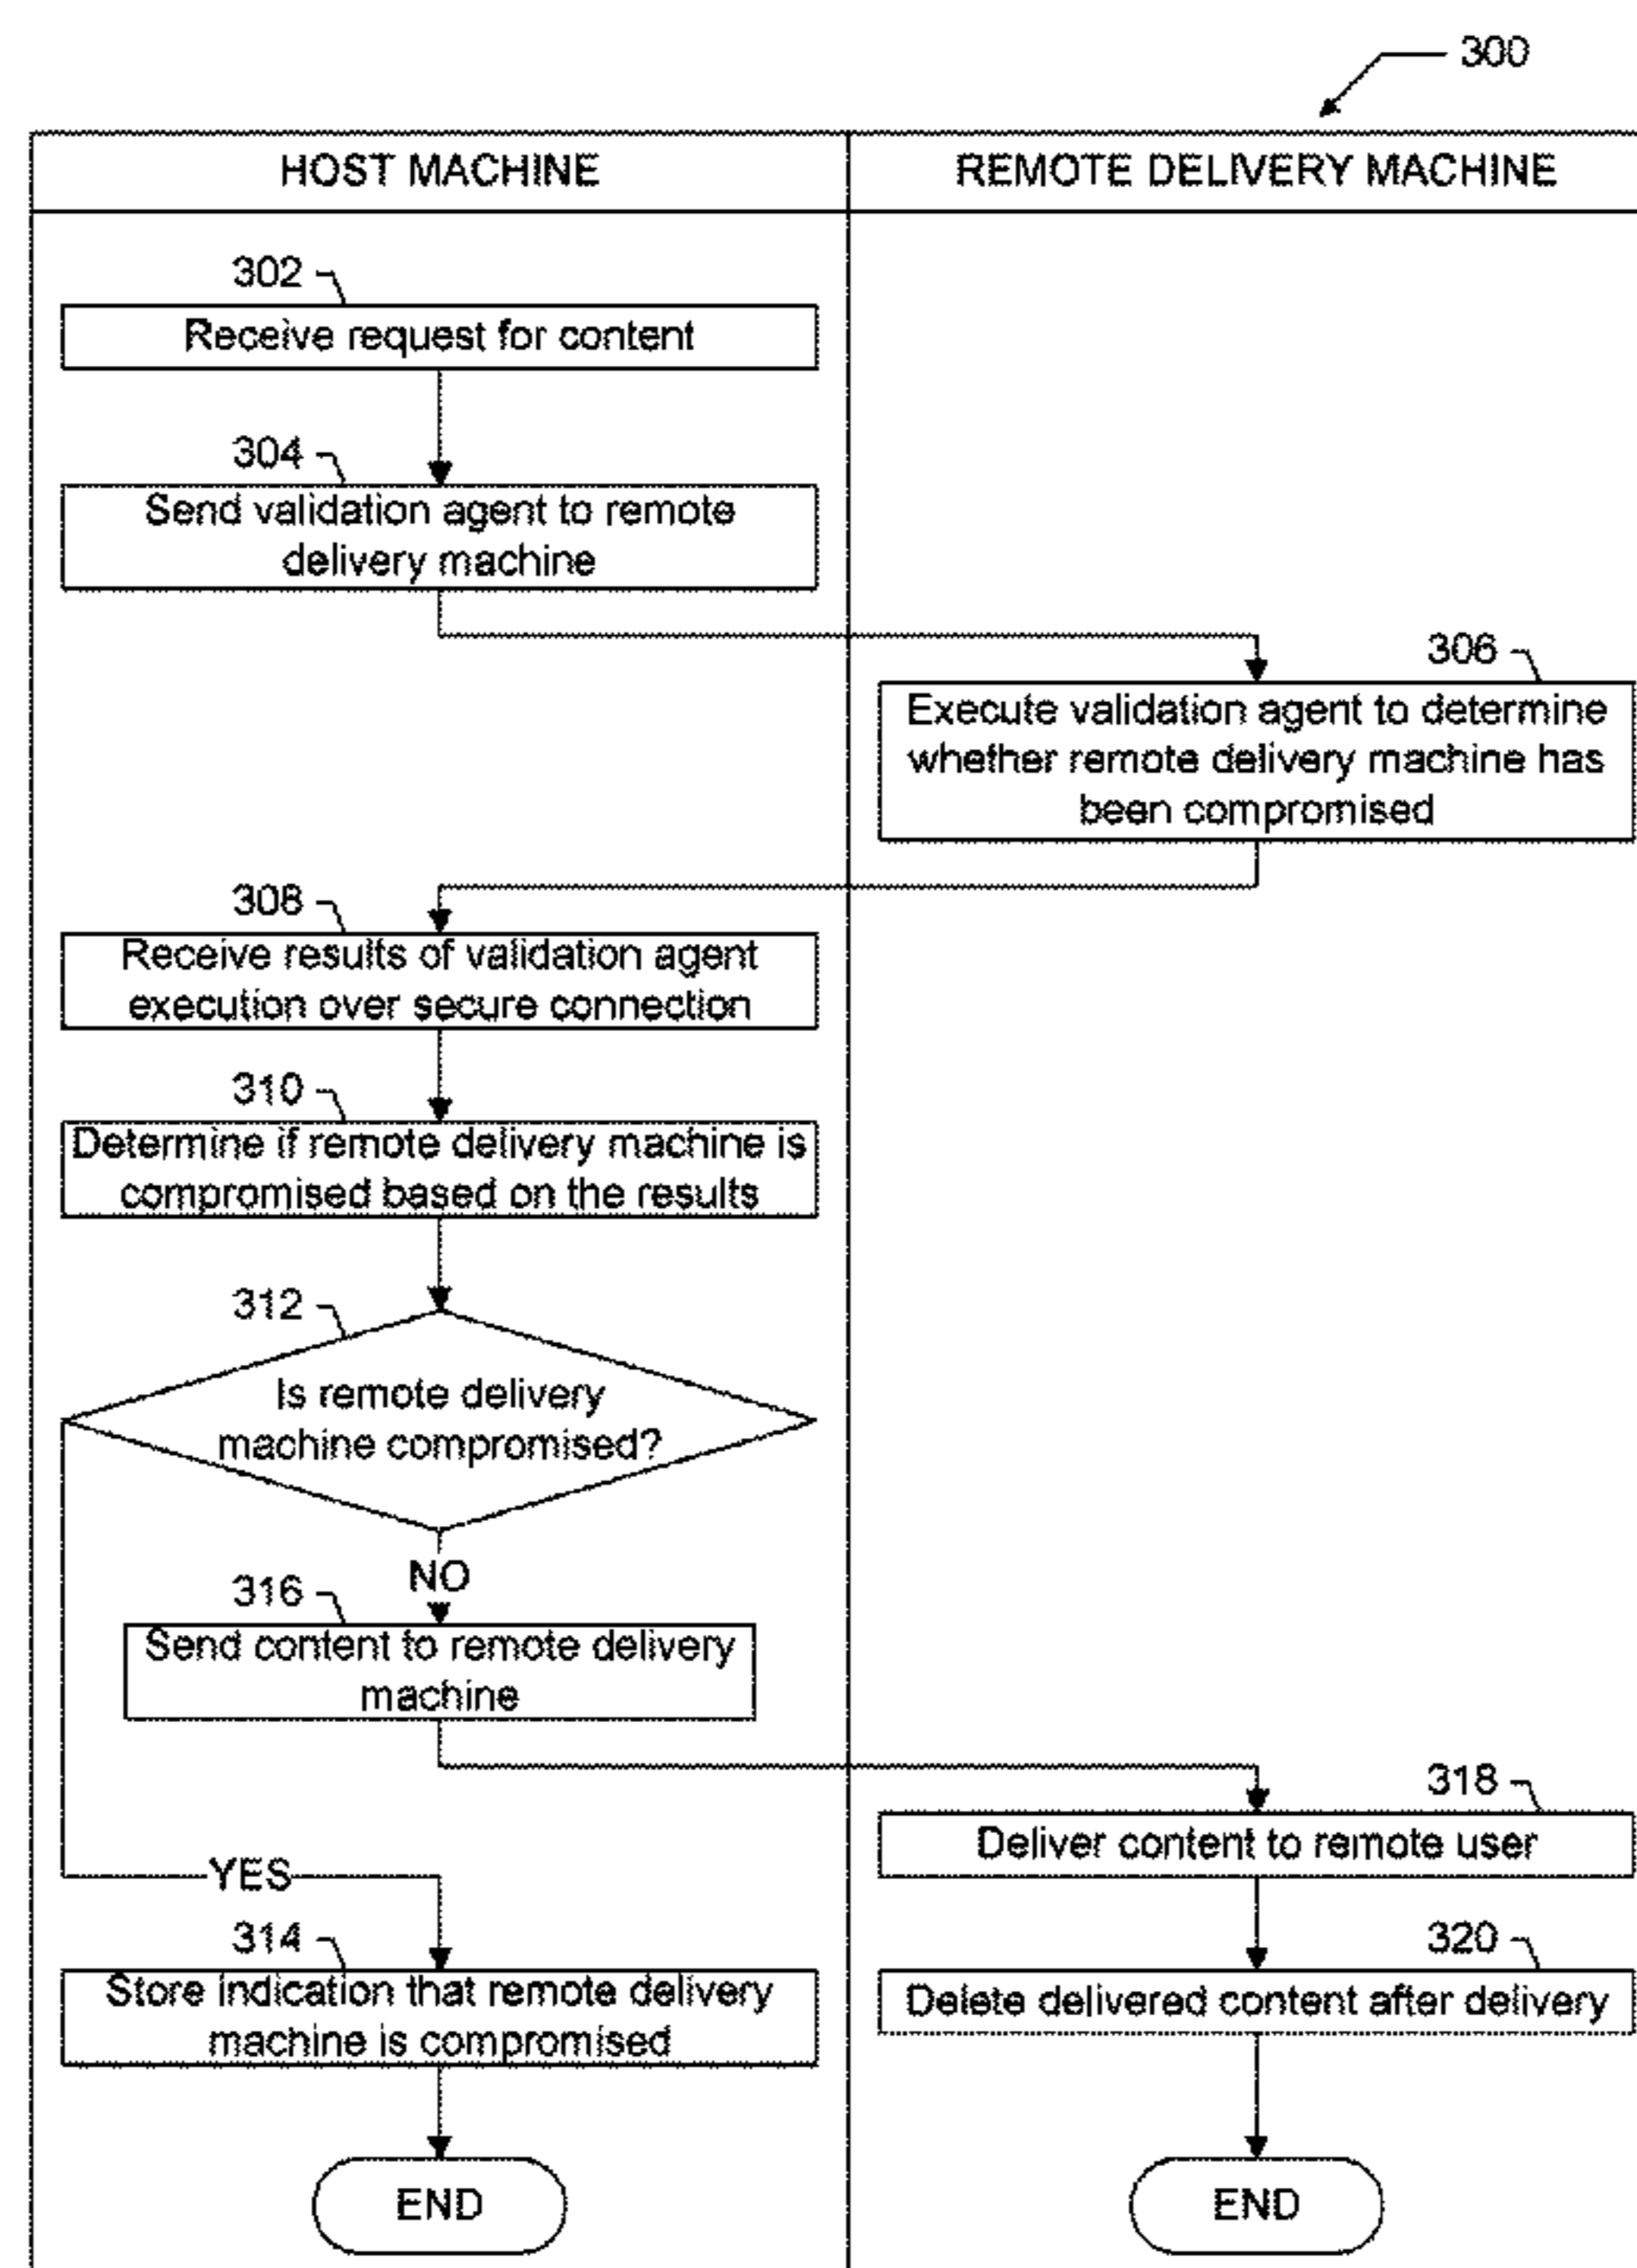 300
HOST MACHINE
REMOTE DELIVERY MACHINE
302
Receive request for content
304
Send validation agent to remote
delivery machine
306
Execute validation agent to determine
whether remote delivery machine has
been compromised
308
Receive results of validation agent
execution over secure connection
310
Determine if remote delivery machine is
compromised based on the results
312
Is remote delivery
machine compromised?
NO
316
Send content to remote delivery
machine
318
Deliver content to remote user
YES
314
Store indication that remote delivery
machine is compromised
320
Delete delivered content after delivery
END
END